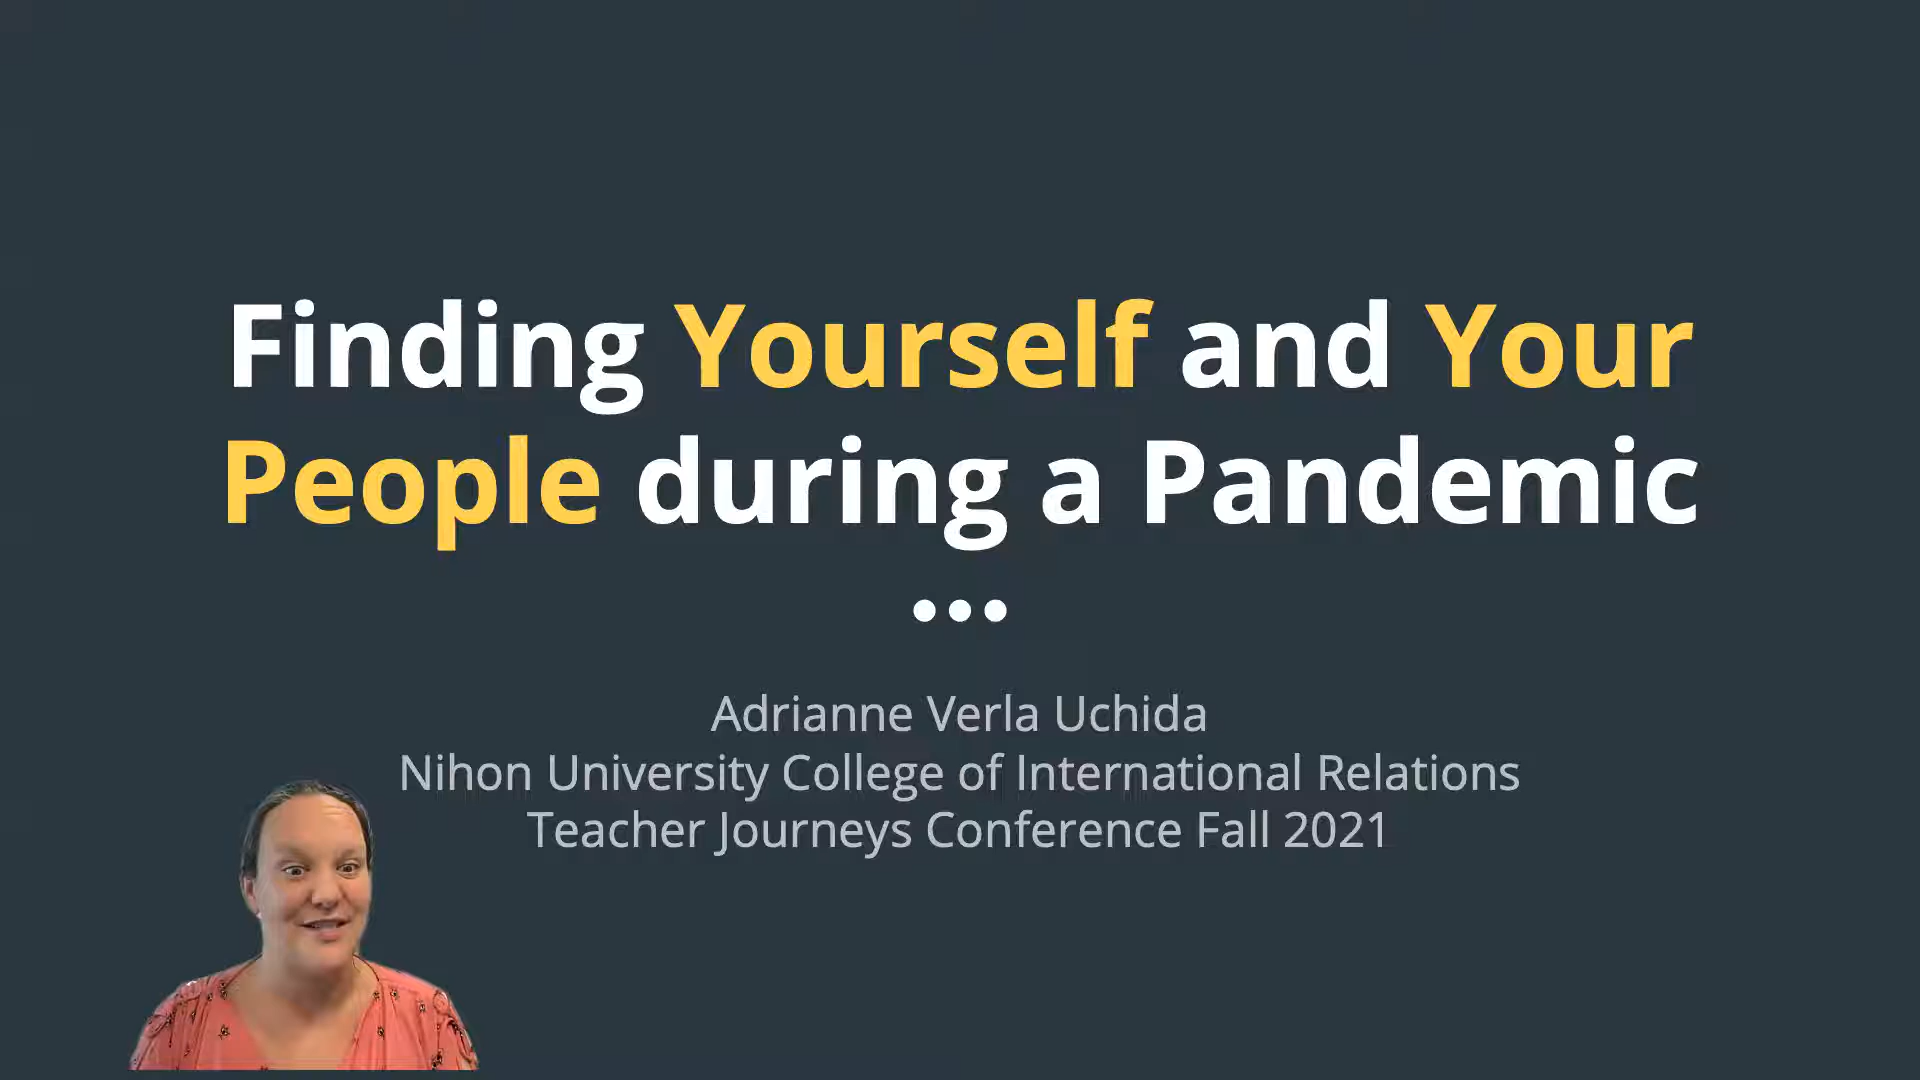 Finding Yourself and Your
People during a Pandemic
Adrianne Verla Uchida
Nihon University College of International Relations
Teacher Journeys Conference Fall 2021